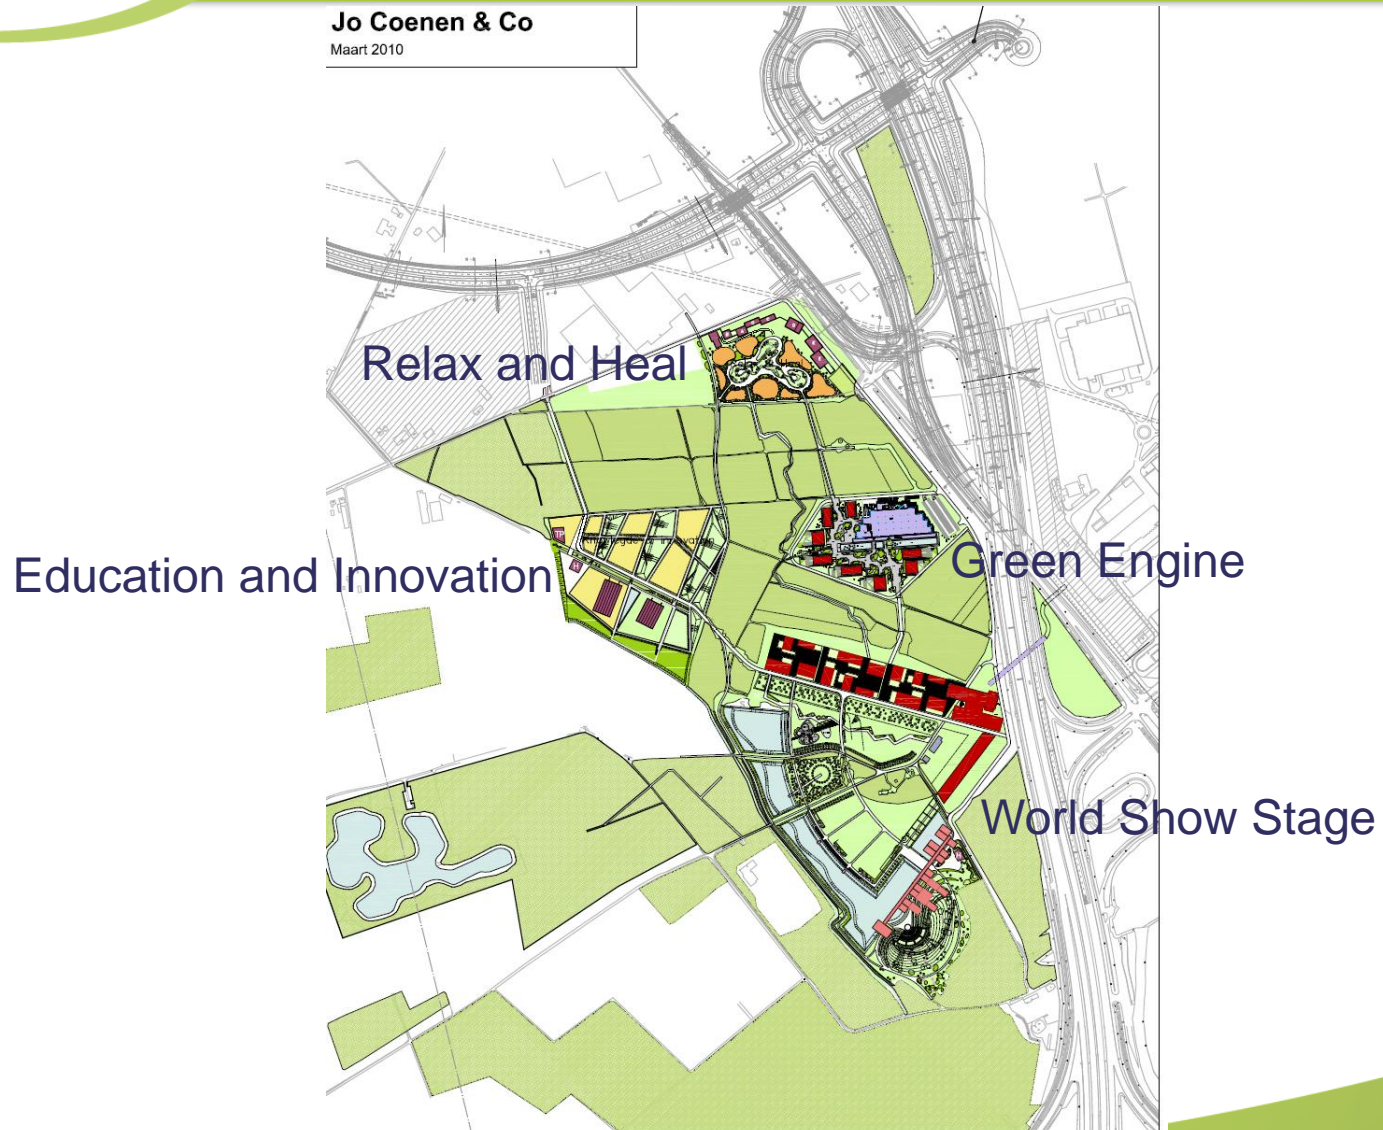 Jo Coenen & Co
Maart 2010
Relax and Heal
Education and Innovation
Green Engine
World Show Stage